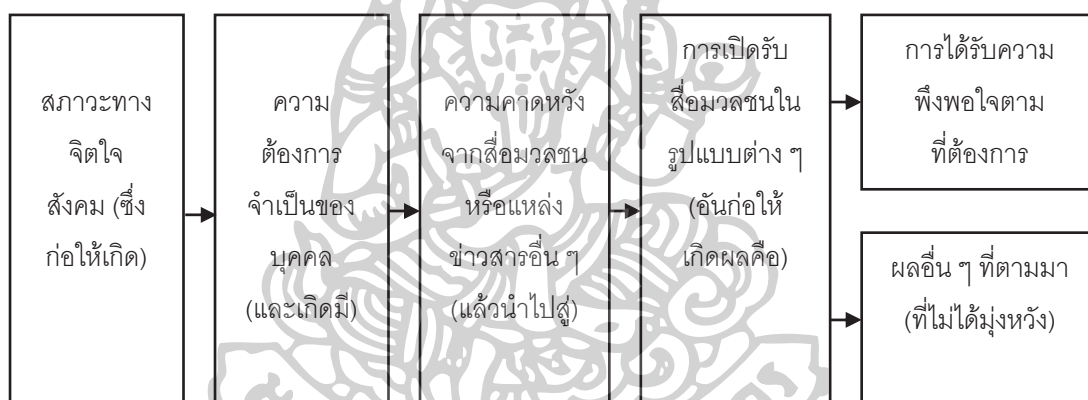 สภาวะทาง
จิตใจ
สังคม (ซึ่ง
ก่อให้เกิด)
ความ
ต้องการ
จำเป็นของ
บุคคล
(และเกิดมี)
ความคาดหวัง
จากสื่อมวลชน
หรือแหล่ง
ข่าวสารอื่น ๆ
(แล้วนำไปสู่)
การเปิดรับ
สื่อมวลชนใน
รูปแบบต่าง ๆ
(อันก่อให้
เกิดผลคือ)
การได้รับความ
พึงพอใจตาม
ที่ต้องการ
ผลอื่น ๆ ที่ตามมา
(ที่ไม่ได้มุ่งหวัง)